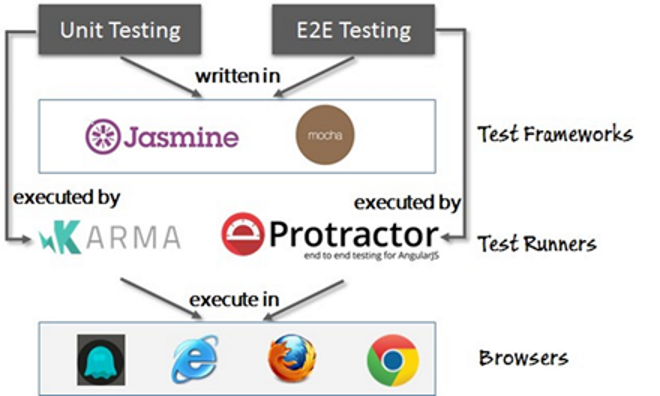 Unit Testing
E2E Testing
written in
Jasmine
mocha
Test Frameworks
executed by
executed by
KARMA
Protractor
end to end testing for AngularJS
Test Runners
execute in
Browsers